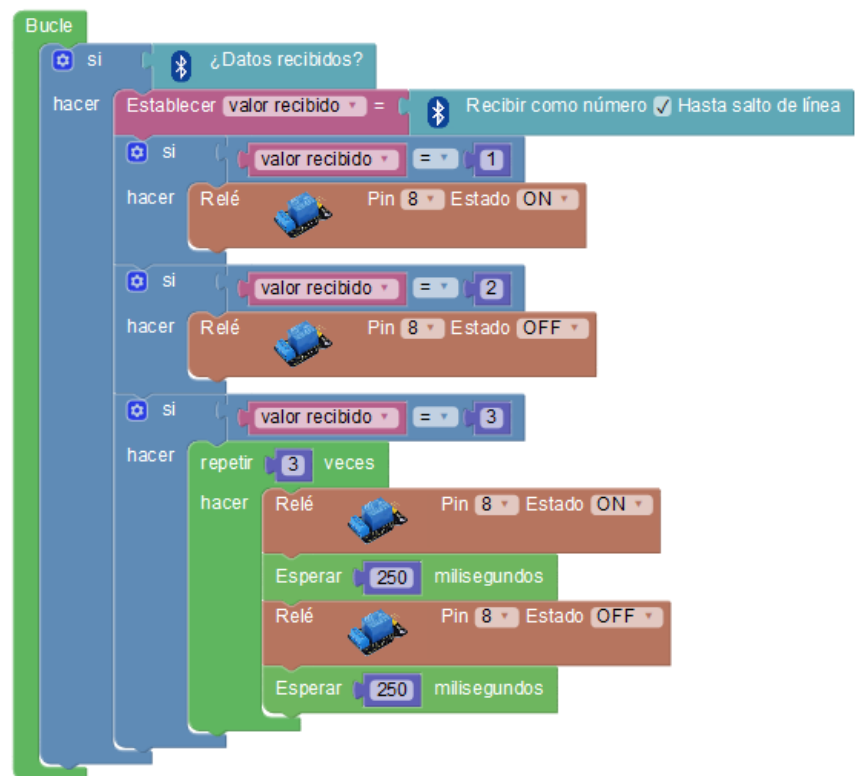 Bucle
si ¿Datos recibidos?
hacer Establecer valor recibido = Recibir como número Hasta salto de línea
si valor recibido = 1
hacer Relé Pin 8 Estado ON
si valor recibido = 2
hacer Relé Pin 8 Estado OFF
si valor recibido = 3
hacer repetir 3 veces
hacer Relé Pin 8 Estado ON
Esperar 250 milisegundos
Relé Pin 8 Estado OFF
Esperar 250 milisegundos